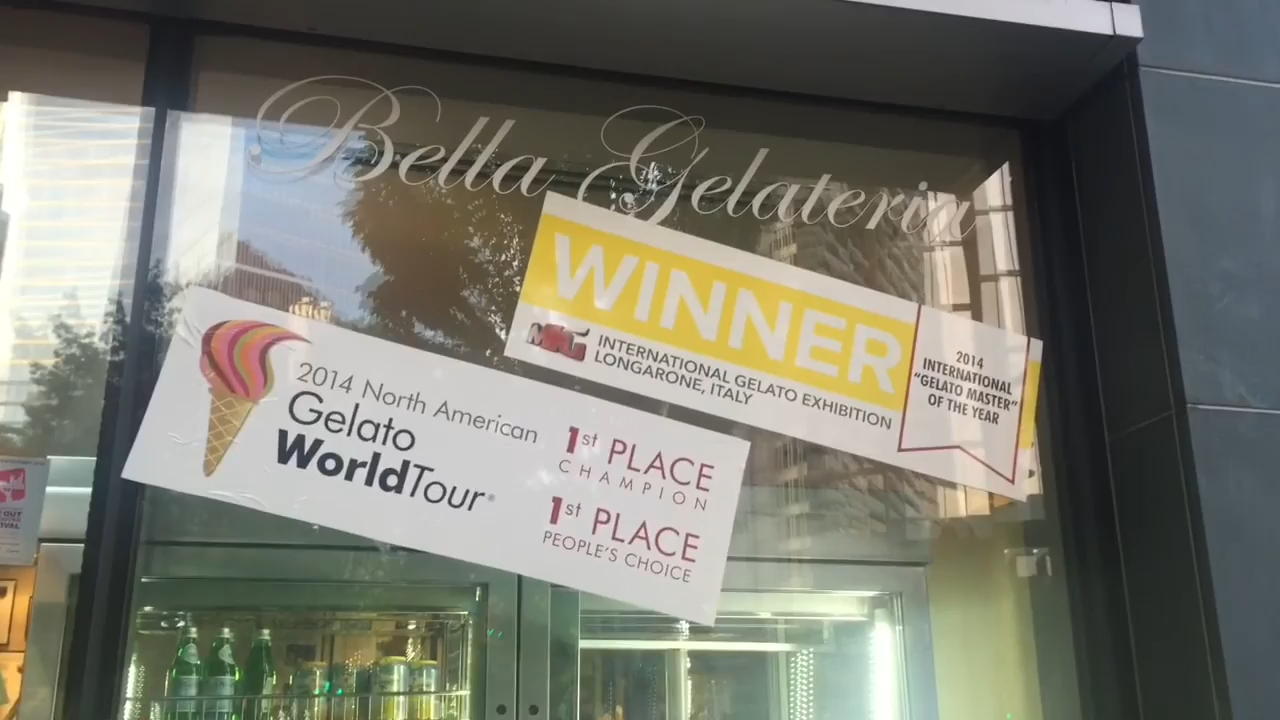 Bella Gelateria
WINNER
MIG
INTERNATIONAL GELATO EXHIBITION
LONGARONE, ITALY
2014
INTERNATIONAL
"GELATO MASTER"
OF THE YEAR
2014 North American
Gelato
WorldTour®
1st PLACE
CHAMPION
1st PLACE
PEOPLE'S CHOICE